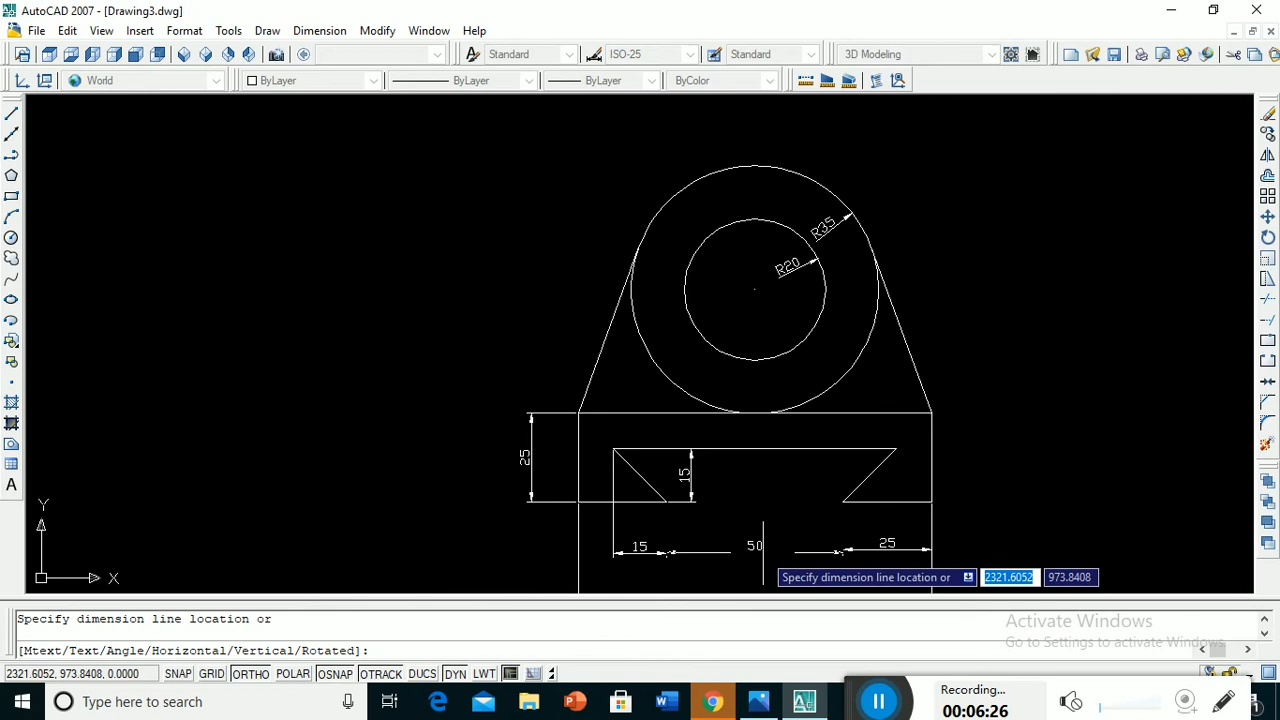 AutoCAD 2007 - [Drawing3.dwg]
File Edit View Insert Format Tools Draw Dimension Modify Window Help
Standard ISO-25 Standard 3D Modeling
World ByLayer ByLayer ByLayer ByColor
R35
R20
25
15
15 50 25
Specify dimension line location or 2321.6052 973.8408
Y
X
A
Specify dimension line location or
[Mtext/Text/Angle/Horizontal/Vertical/Rotated]:
Activate Windows
Go to Settings to activate Windows.
2321.6052, 973.8408, 0.0000 SNAP GRID ORTHO POLAR OSNAP OTRACK DUCS DYN LWT
Type here to search
Recording...
00:06:26